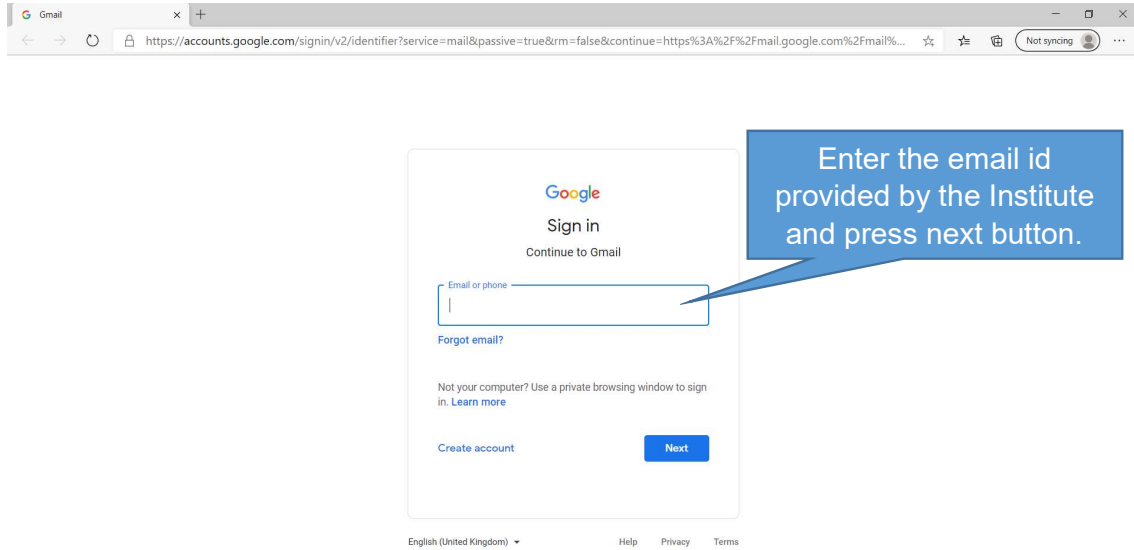 Gmail
https://accounts.google.com/signin/v2/identifier?service=mail&passive=true&rm=false&continue=https%3A%2F%2Fmail.google.com%2Fmail%...
Not syncing
Enter the email id
provided by the Institute
and press next button.
Google
Sign in
Continue to Gmail
Email or phone
Forgot email?
Not your computer? Use a private browsing window to sign
in. Learn more
Create account
Next
English (United Kingdom)
Help Privacy Terms